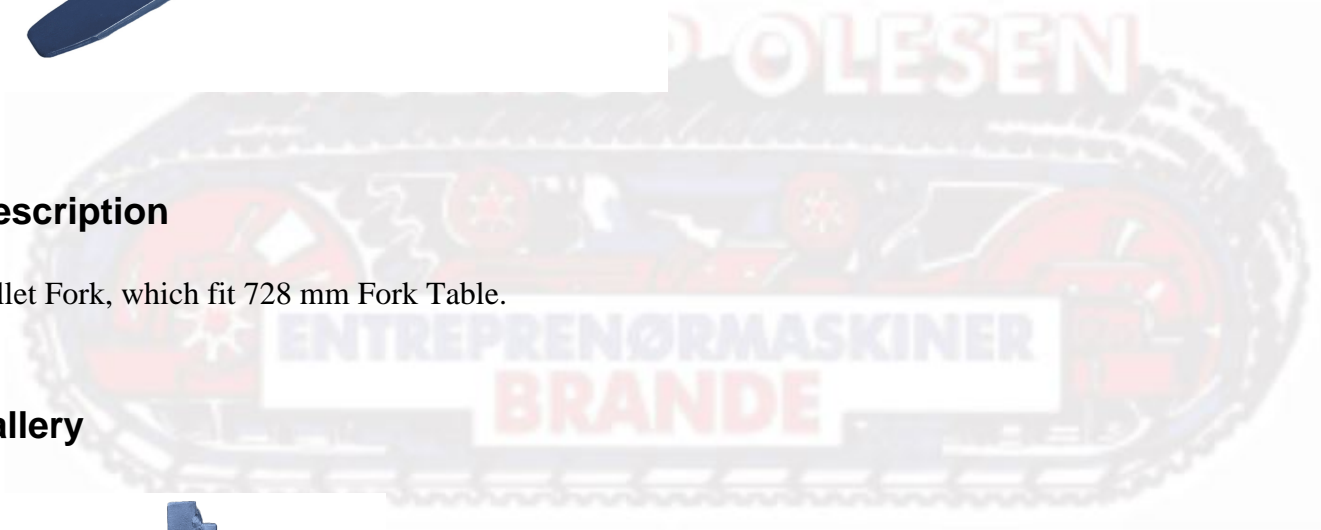 P OLESEN
escription
llet Fork, which fit 728 mm Fork Table.
ENTREPRENØRMASKINER
BRANDE
allery